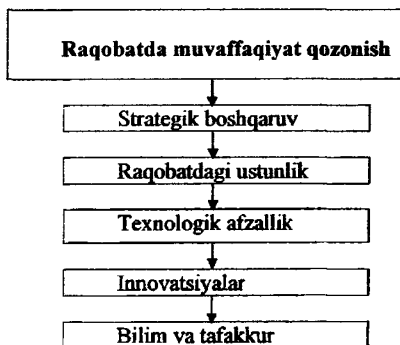 Raqobatda muvaffaqiyat qozonish
Strategik boshqaruv
Raqobatdagi ustunlik
Texnologik afzallik
Innovatsiyalar
Bilim va tafakkur